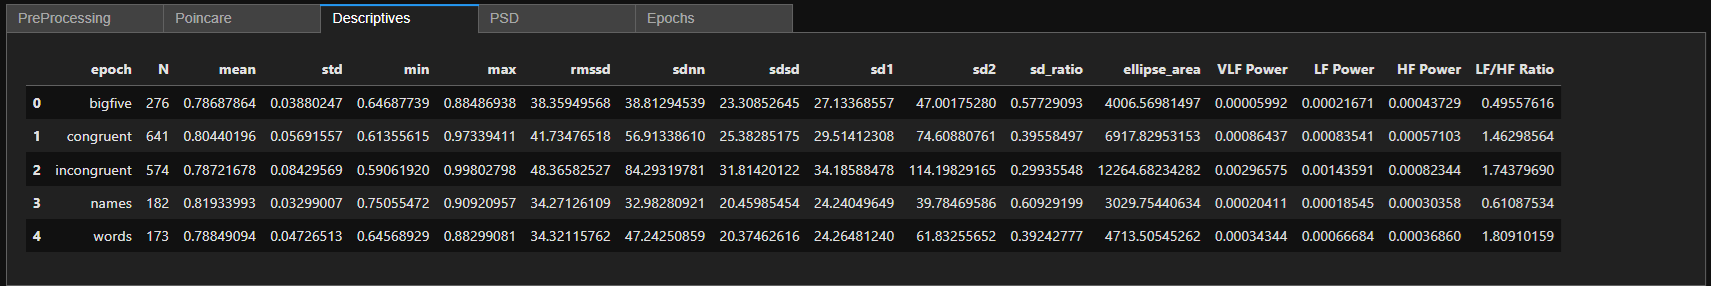 PreProcessing Poincare Descriptives PSD Epochs
epoch N mean std min max rmssd sdnn sdsd sd1 sd2 sd_ratio ellipse_area VLF Power LF Power HF Power LF/HF Ratio
0 bigfive 276 0.78687864 0.03880247 0.64687739 0.88486938 38.35949568 38.81294539 23.30852645 27.13368557 47.00175280 0.57729093 4006.56981497 0.00005992 0.00021671 0.00043729 0.49557616
1 congruent 641 0.80440196 0.05691557 0.61355615 0.97339411 41.73476518 56.91338610 25.38285175 29.51412308 74.60880761 0.39558497 6917.82953153 0.00086437 0.00083541 0.00057103 1.46298564
2 incongruent 574 0.78721678 0.08429569 0.59061920 0.99802798 48.36582527 84.29319781 31.81420122 34.18588478 114.19829165 0.29935548 12264.68234282 0.00296575 0.00143591 0.00082344 1.74379690
3 names 182 0.81933993 0.03299007 0.75055472 0.90920957 34.27126109 32.98280921 20.45985454 24.24049649 39.78469586 0.60929199 3029.75440634 0.00020411 0.00018545 0.00030358 0.61087534
4 words 173 0.78849094 0.04726513 0.64568929 0.88299081 34.32115762 47.24250859 20.37462616 24.26481240 61.83255652 0.39242777 4713.50545262 0.00034344 0.00066684 0.00036860 1.80910159